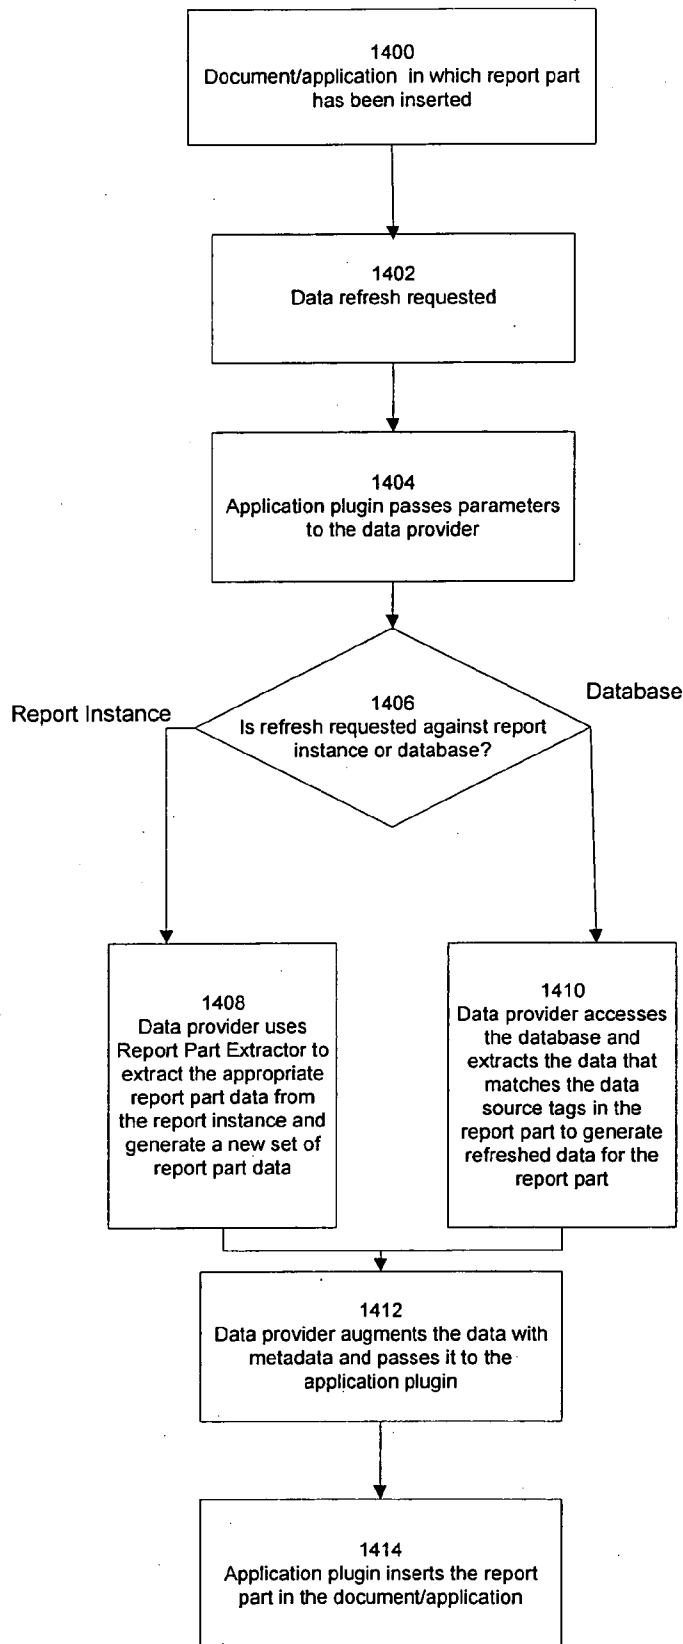 1400
Document/application in which report part
has been inserted
1402
Data refresh requested
1404
Application plugin passes parameters
to the data provider
1406
Is refresh requested against report
instance or database?
Report Instance
Database
1408
Data provider uses
Report Part Extractor to
extract the appropriate
report part data from
the report instance and
generate a new set of
report part data
1410
Data provider accesses
the database and
extracts the data that
matches the data
source tags in the
report part to generate
refreshed data for the
report part
1412
Data provider augments the data with
metadata and passes it to the
application plugin
1414
Application plugin inserts the report
part in the document/application